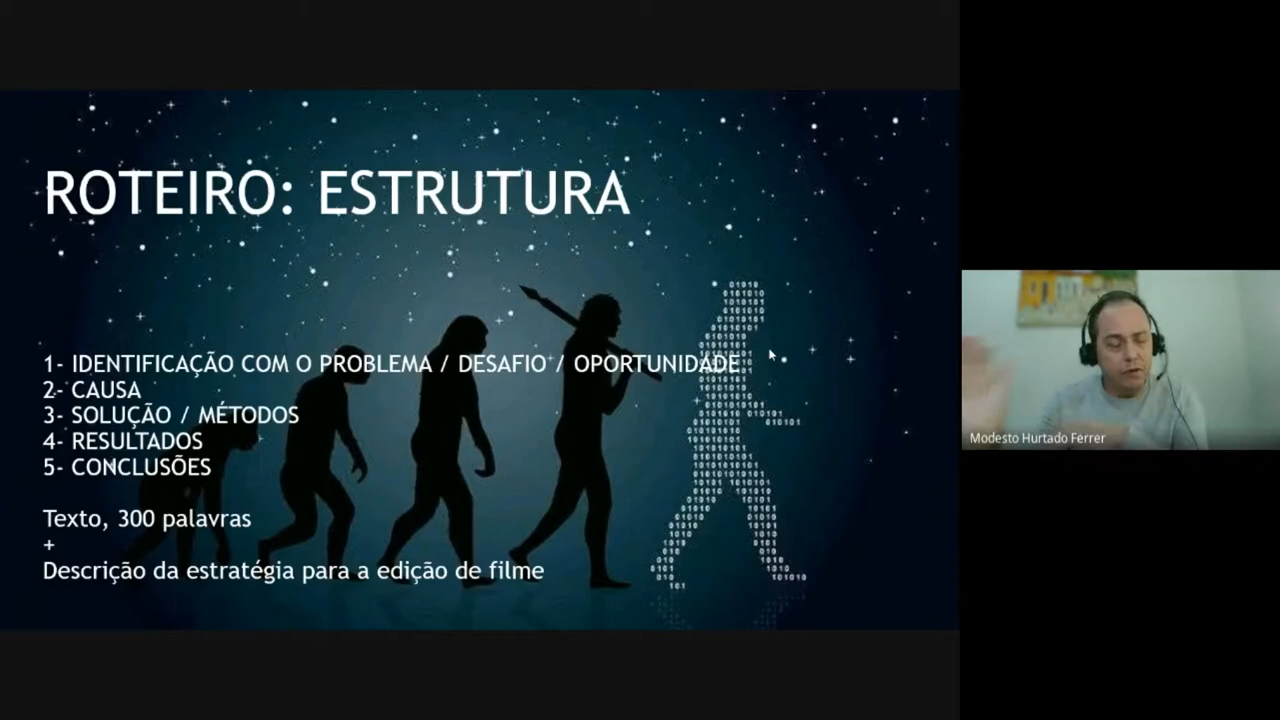 ROTEIRO: ESTRUTURA
1- IDENTIFICAÇÃO COM O PROBLEMA / DESAFIO / OPORTUNIDADE
2- CAUSA
3- SOLUÇÃO / MÉTODOS
4- RESULTADOS
5- CONCLUSÕES
Texto, 300 palavras
+
Descrição da estratégia para a edição de filme
Modesto Hurtado Ferrer